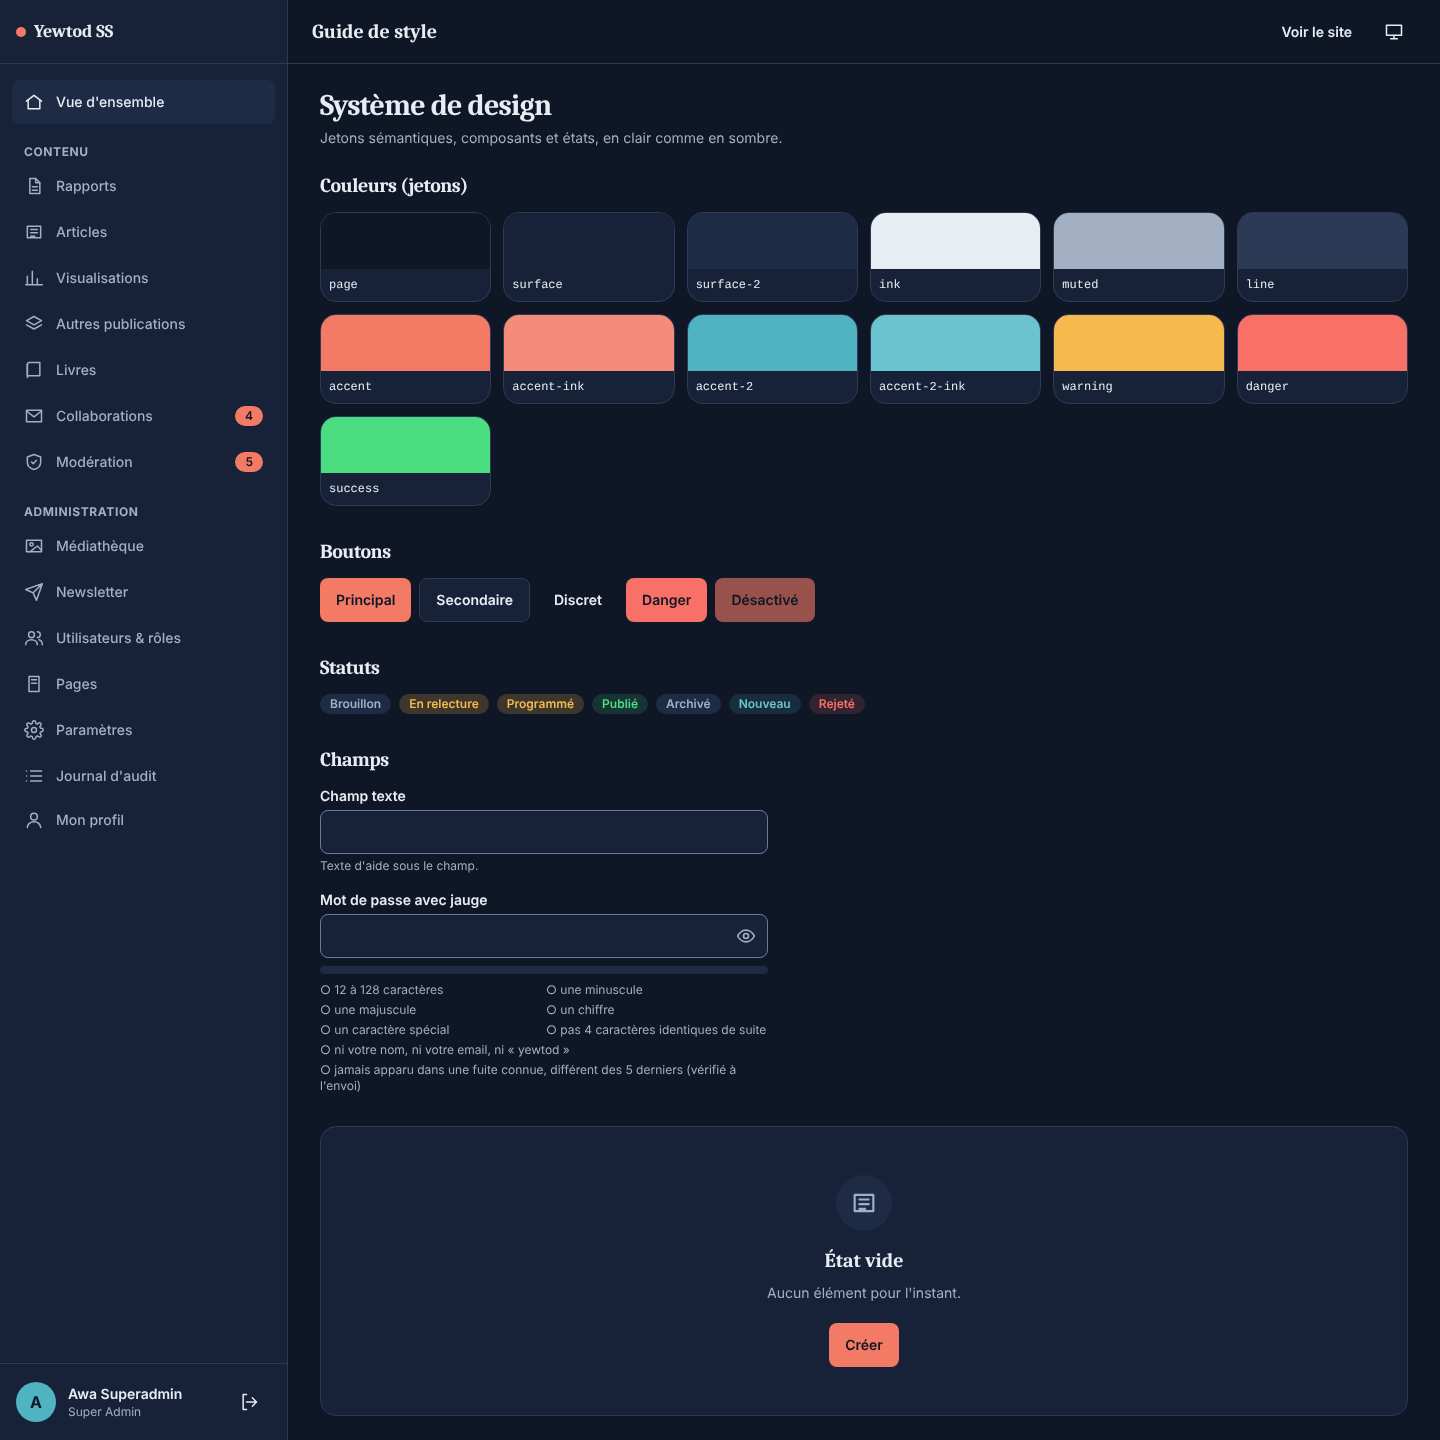 Yewtod SS
Guide de style
Voir le site
Vue d'ensemble
CONTENU
Rapports
Articles
Visualisations
Autres publications
Livres
Collaborations 4
Modération 5
ADMINISTRATION
Médiathèque
Newsletter
Utilisateurs & rôles
Pages
Paramètres
Journal d'audit
Mon profil
A
Awa Superadmin
Super Admin
Système de design
Jetons sémantiques, composants et états, en clair comme en sombre.
Couleurs (jetons)
page surface surface-2 ink muted line
accent accent-ink accent-2 accent-2-ink warning danger
success
Boutons
Principal Secondaire Discret Danger Désactivé
Statuts
Brouillon En relecture Programmé Publié Archivé Nouveau Rejeté
Champs
Champ texte
Texte d'aide sous le champ.
Mot de passe avec jauge
12 à 128 caractères une minuscule
une majuscule un chiffre
un caractère spécial pas 4 caractères identiques de suite
ni votre nom, ni votre email, ni « yewtod »
jamais apparu dans une fuite connue, différent des 5 derniers (vérifié à
l'envoi)
État vide
Aucun élément pour l'instant.
Créer